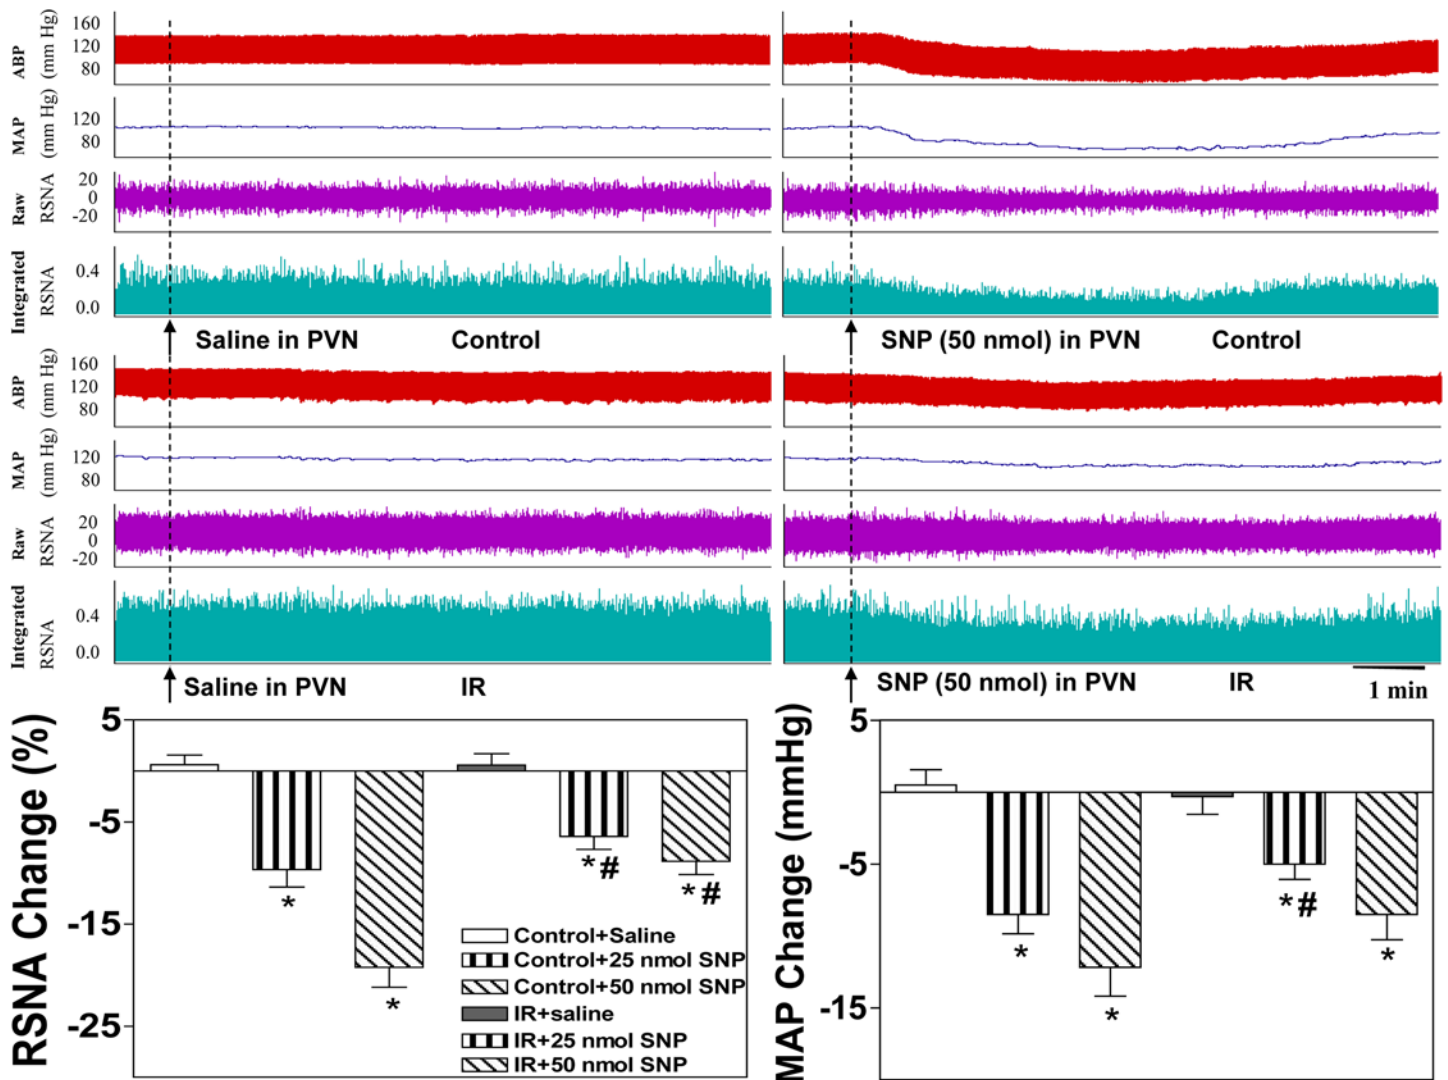 ABP (mm Hg)
160
120
80
MAP (mm Hg)
120
80
Raw RSNA
20
0
-20
Integrated RSNA
0.4
0.0
Saline in PVN Control
SNP (50 nmol) in PVN Control
ABP (mm Hg)
160
120
80
MAP (mm Hg)
120
80
Raw RSNA
20
0
-20
Integrated RSNA
0.4
0.0
Saline in PVN IR
SNP (50 nmol) in PVN IR
1 min
RSNA Change (%)
5
-5
-15
-25
*
*
*#
*#
Control+Saline
Control+25 nmol SNP
Control+50 nmol SNP
IR+saline
IR+25 nmol SNP
IR+50 nmol SNP
MAP Change (mmHg)
5
-5
-15
*
*
*#
*